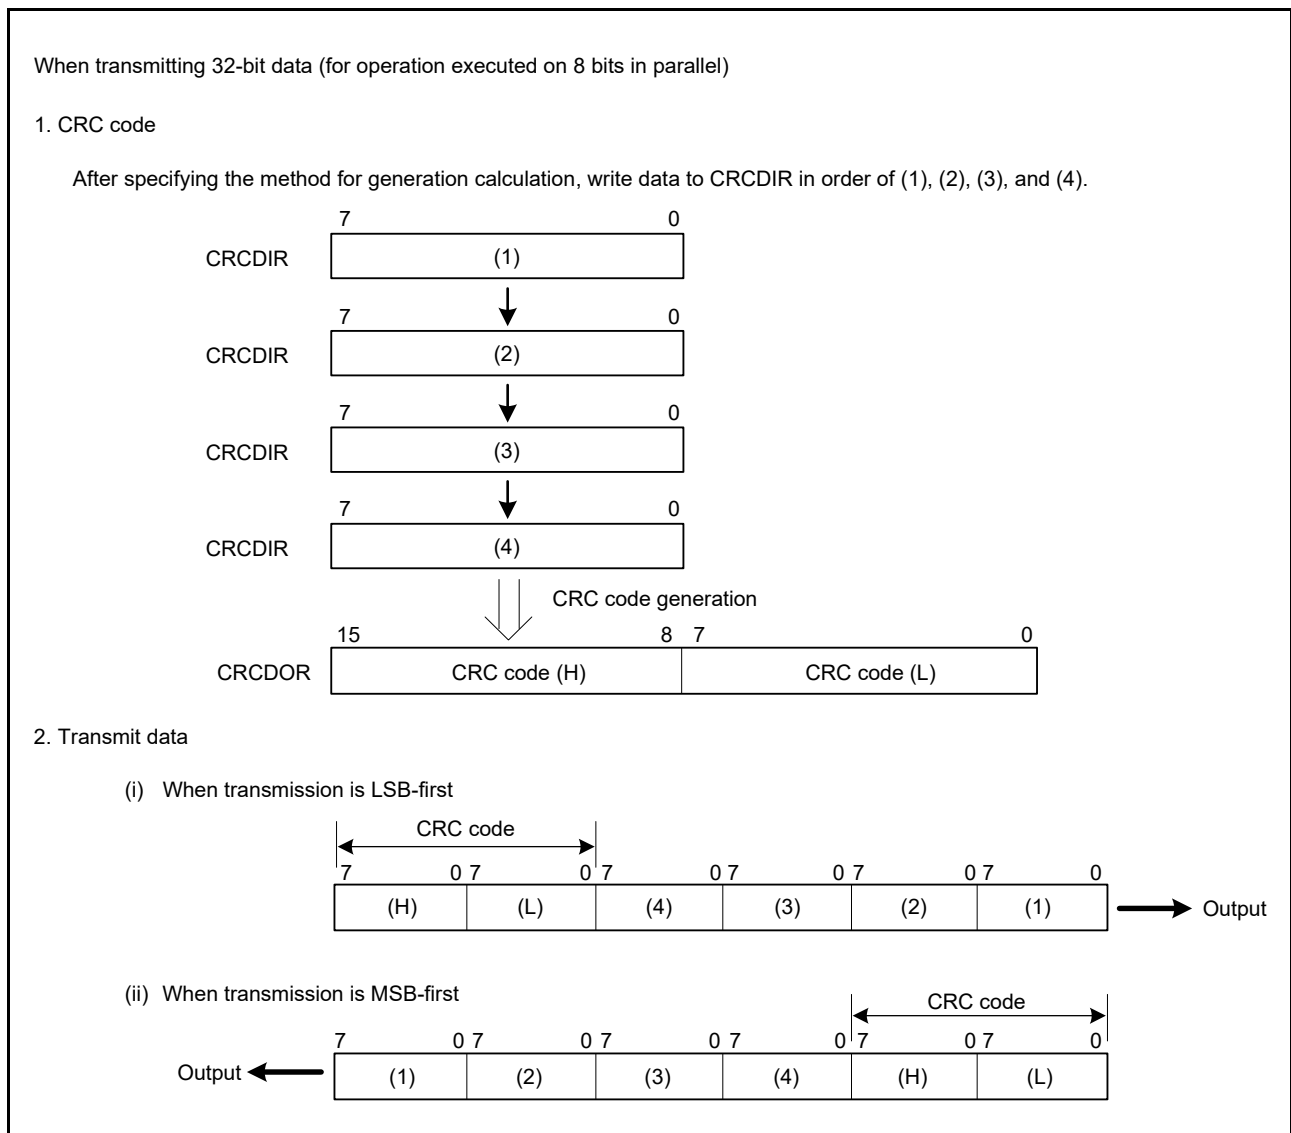 When transmitting 32-bit data (for operation executed on 8 bits in parallel)
1. CRC code
After specifying the method for generation calculation, write data to CRCDIR in order of (1), (2), (3), and (4).
7 0
CRCDIR (1)
7 0
CRCDIR (2)
7 0
CRCDIR (3)
7 0
CRCDIR (4)
CRC code generation
15 8 7 0
CRCDOR CRC code (H) CRC code (L)
2. Transmit data
(i) When transmission is LSB-first
CRC code
7 0 7 0 7 0 7 0 7 0 7 0
(H) (L) (4) (3) (2) (1) Output
(ii) When transmission is MSB-first
CRC code
7 0 7 0 7 0 7 0 7 0 7 0
Output (1) (2) (3) (4) (H) (L)